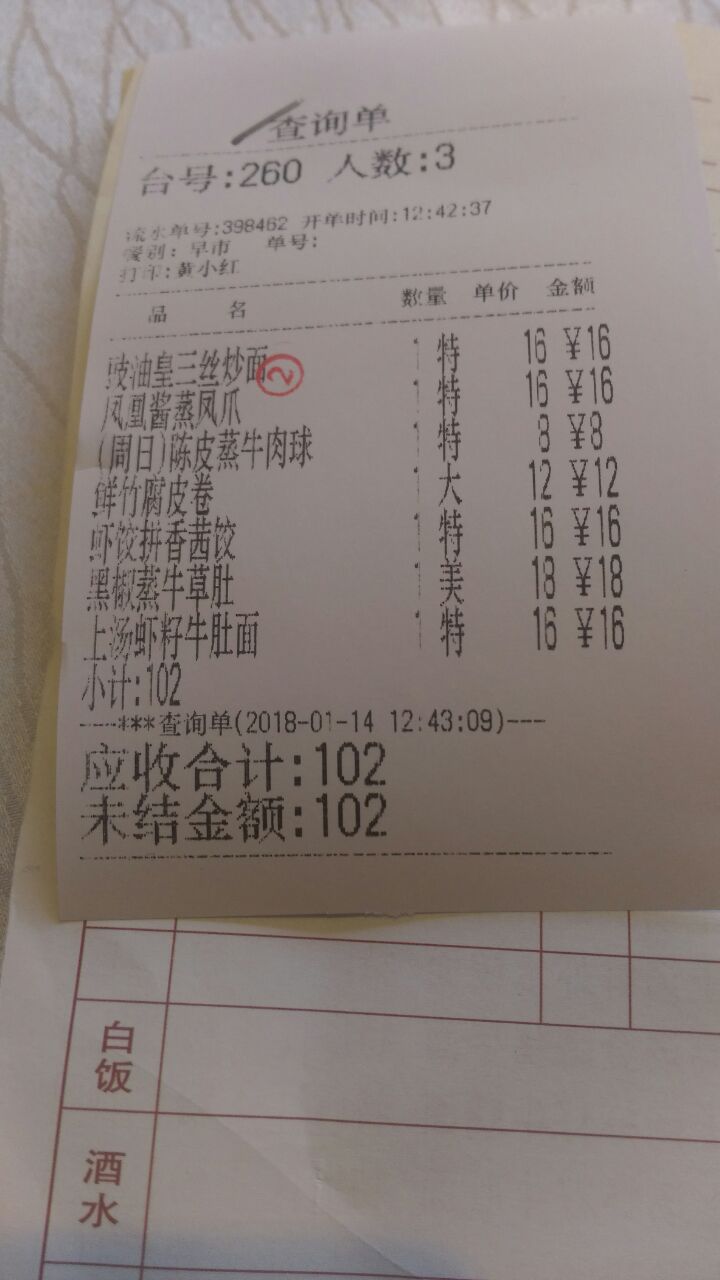 查询单
台号:260 人数:3
流水单号:398462 开单时间:12:42:37
餐别: 早市 单号:
打印:黄小红
品 名 数量 单价 金额
豉油皇三丝炒面 1 特 16 ¥16
②
凤凰酱蒸凤爪 1 特 16 ¥16
(周日)陈皮蒸牛肉球 1 特 8 ¥8
鲜竹腐皮卷 1 大 12 ¥12
虾饺拼香茜饺 1 特 16 ¥16
黑椒蒸牛草肚 1 美 18 ¥18
上汤虾籽牛肚面 1 特 16 ¥16
小计:102
----***查询单(2018-01-14 12:43:09)---
应收合计:102
未结金额:102
白饭
酒水